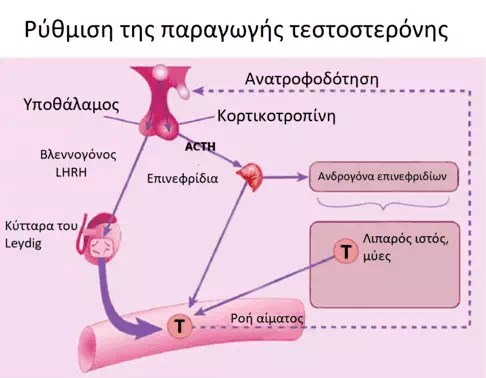 Ρύθμιση της παραγωγής τεστοστερόνης
Ανατροφοδότηση
Υποθάλαμος
Κορτικοτροπίνη
Βλεννογόνος
LHRH
ACTH
Επινεφρίδια
Ανδρογόνα επινεφριδίων
Κύτταρα του
Leydig
Λιπαρός ιστός,
μύες
T
Ροή αίματος
T